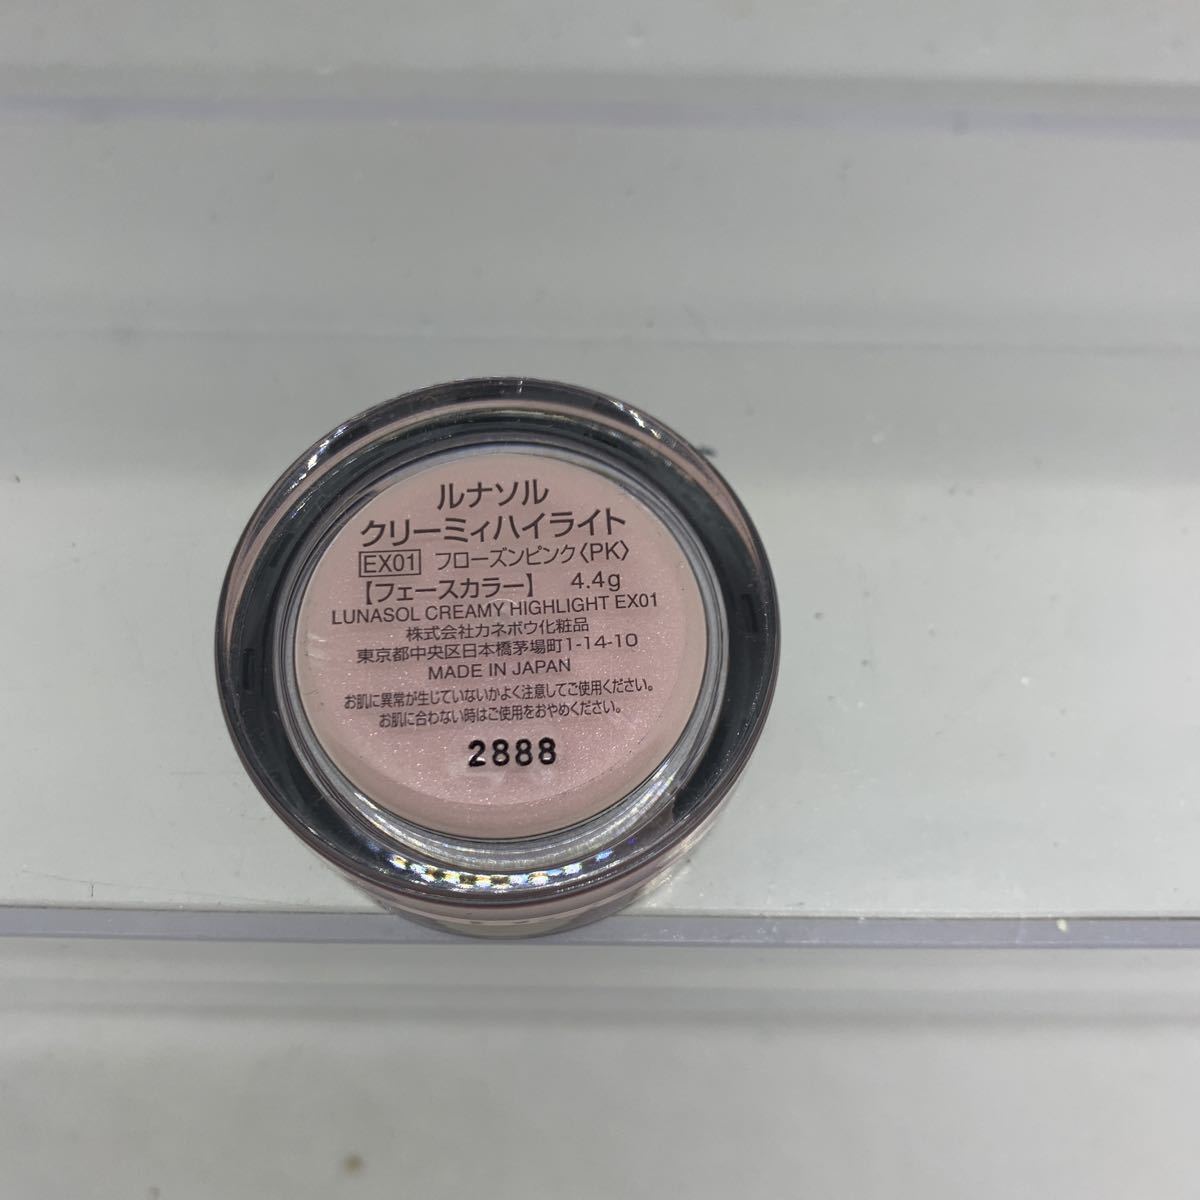 ルナソル
クリーミィハイライト
EX01 フローズンピンク〈PK〉
【フェースカラー】 4.4g
LUNASOL CREAMY HIGHLIGHT EX01
株式会社カネボウ化粧品
東京都中央区日本橋茅場町1-14-10
MADE IN JAPAN
お肌に異常が生じていないかよく注意してご使用ください。
お肌に合わない時はご使用をおやめください。
2888